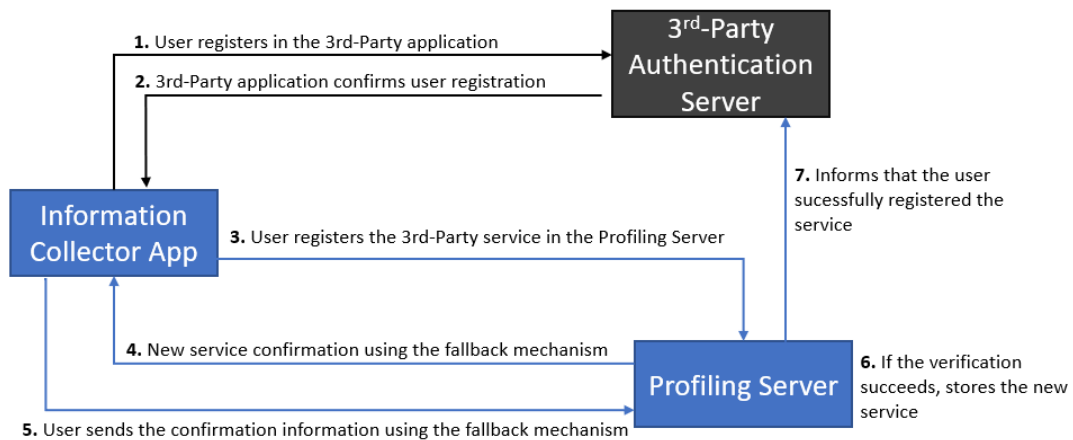 1. User registers in the 3rd-Party application
2. 3rd-Party application confirms user registration
3rd-Party
Authentication
Server
7. Informs that the user
sucessfully registered the
service
Information
Collector App
3. User registers the 3rd-Party service in the Profiling Server
4. New service confirmation using the fallback mechanism
Profiling Server
6. If the verification
succeeds, stores the new
service
5. User sends the confirmation information using the fallback mechanism